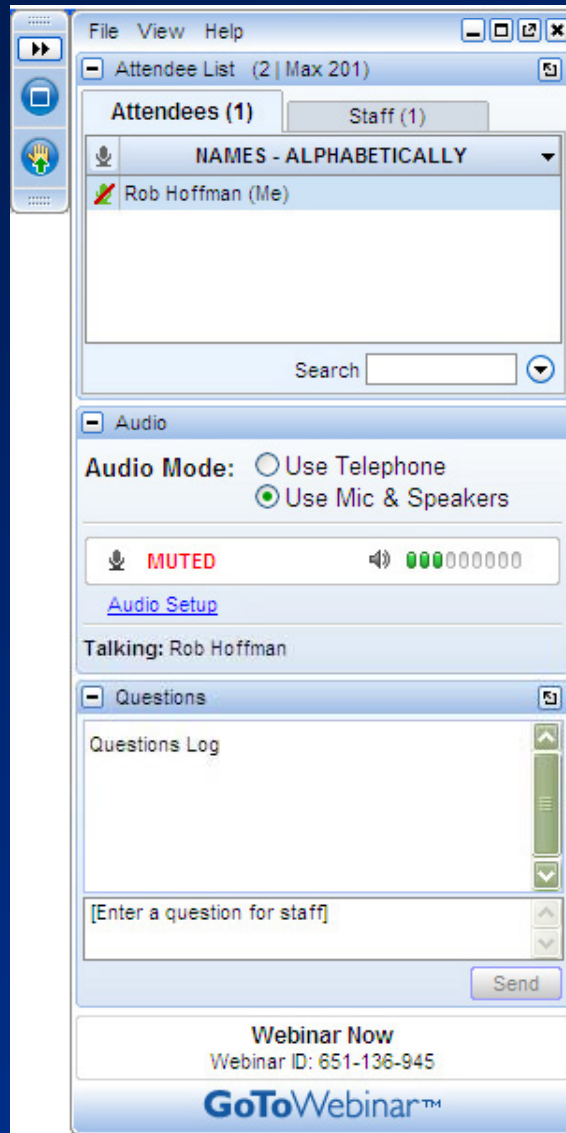 File View Help
Attendee List (2 | Max 201)
Attendees (1) Staff (1)
NAMES - ALPHABETICALLY
Rob Hoffman (Me)
Search
Audio
Audio Mode: Use Telephone
Use Mic & Speakers
MUTED
Audio Setup
Talking: Rob Hoffman
Questions
Questions Log
[Enter a question for staff]
Send
Webinar Now
Webinar ID: 651-136-945
GoToWebinar™